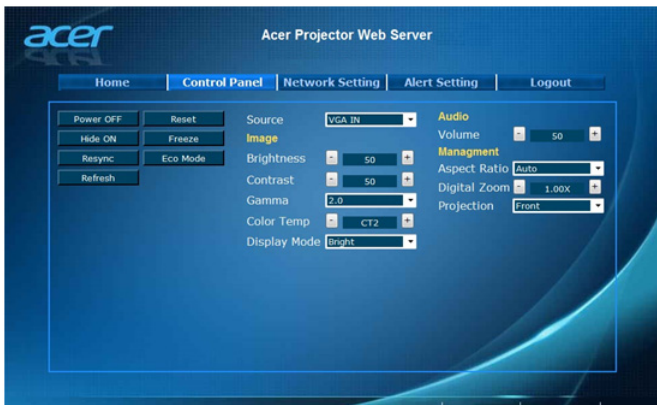 acer
Acer Projector Web Server
Home Control Panel Network Setting Alert Setting Logout
Power OFF Reset
Hide ON Freeze
Resync Eco Mode
Refresh
Source VGA IN
Image
Brightness - 50 +
Contrast - 50 +
Gamma 2.0
Color Temp - CT2 +
Display Mode Bright
Audio
Volume - 50 +
Managment
Aspect Ratio Auto
Digital Zoom - 1.00X +
Projection Front